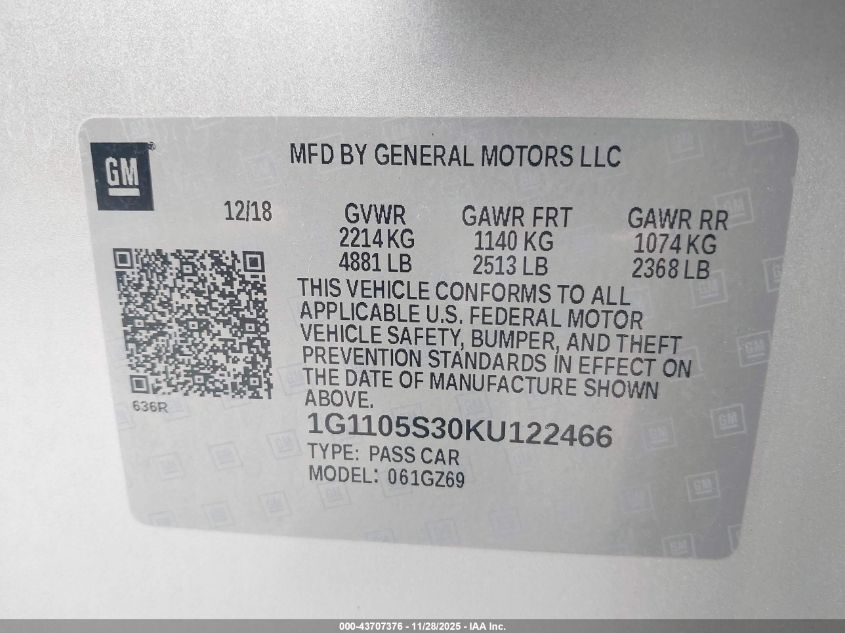 GM®
MFD BY GENERAL MOTORS LLC
12/18
GVWR
2214 KG
4881 LB
GAWR FRT
1140 KG
2513 LB
GAWR RR
1074 KG
2368 LB
THIS VEHICLE CONFORMS TO ALL
APPLICABLE U.S. FEDERAL MOTOR
VEHICLE SAFETY, BUMPER, AND THEFT
PREVENTION STANDARDS IN EFFECT ON
THE DATE OF MANUFACTURE SHOWN
ABOVE.
636R
1G1105S30KU122466
TYPE: PASS CAR
MODEL: 061GZ69
000-43707376 - 11/28/2025 - IAA Inc.